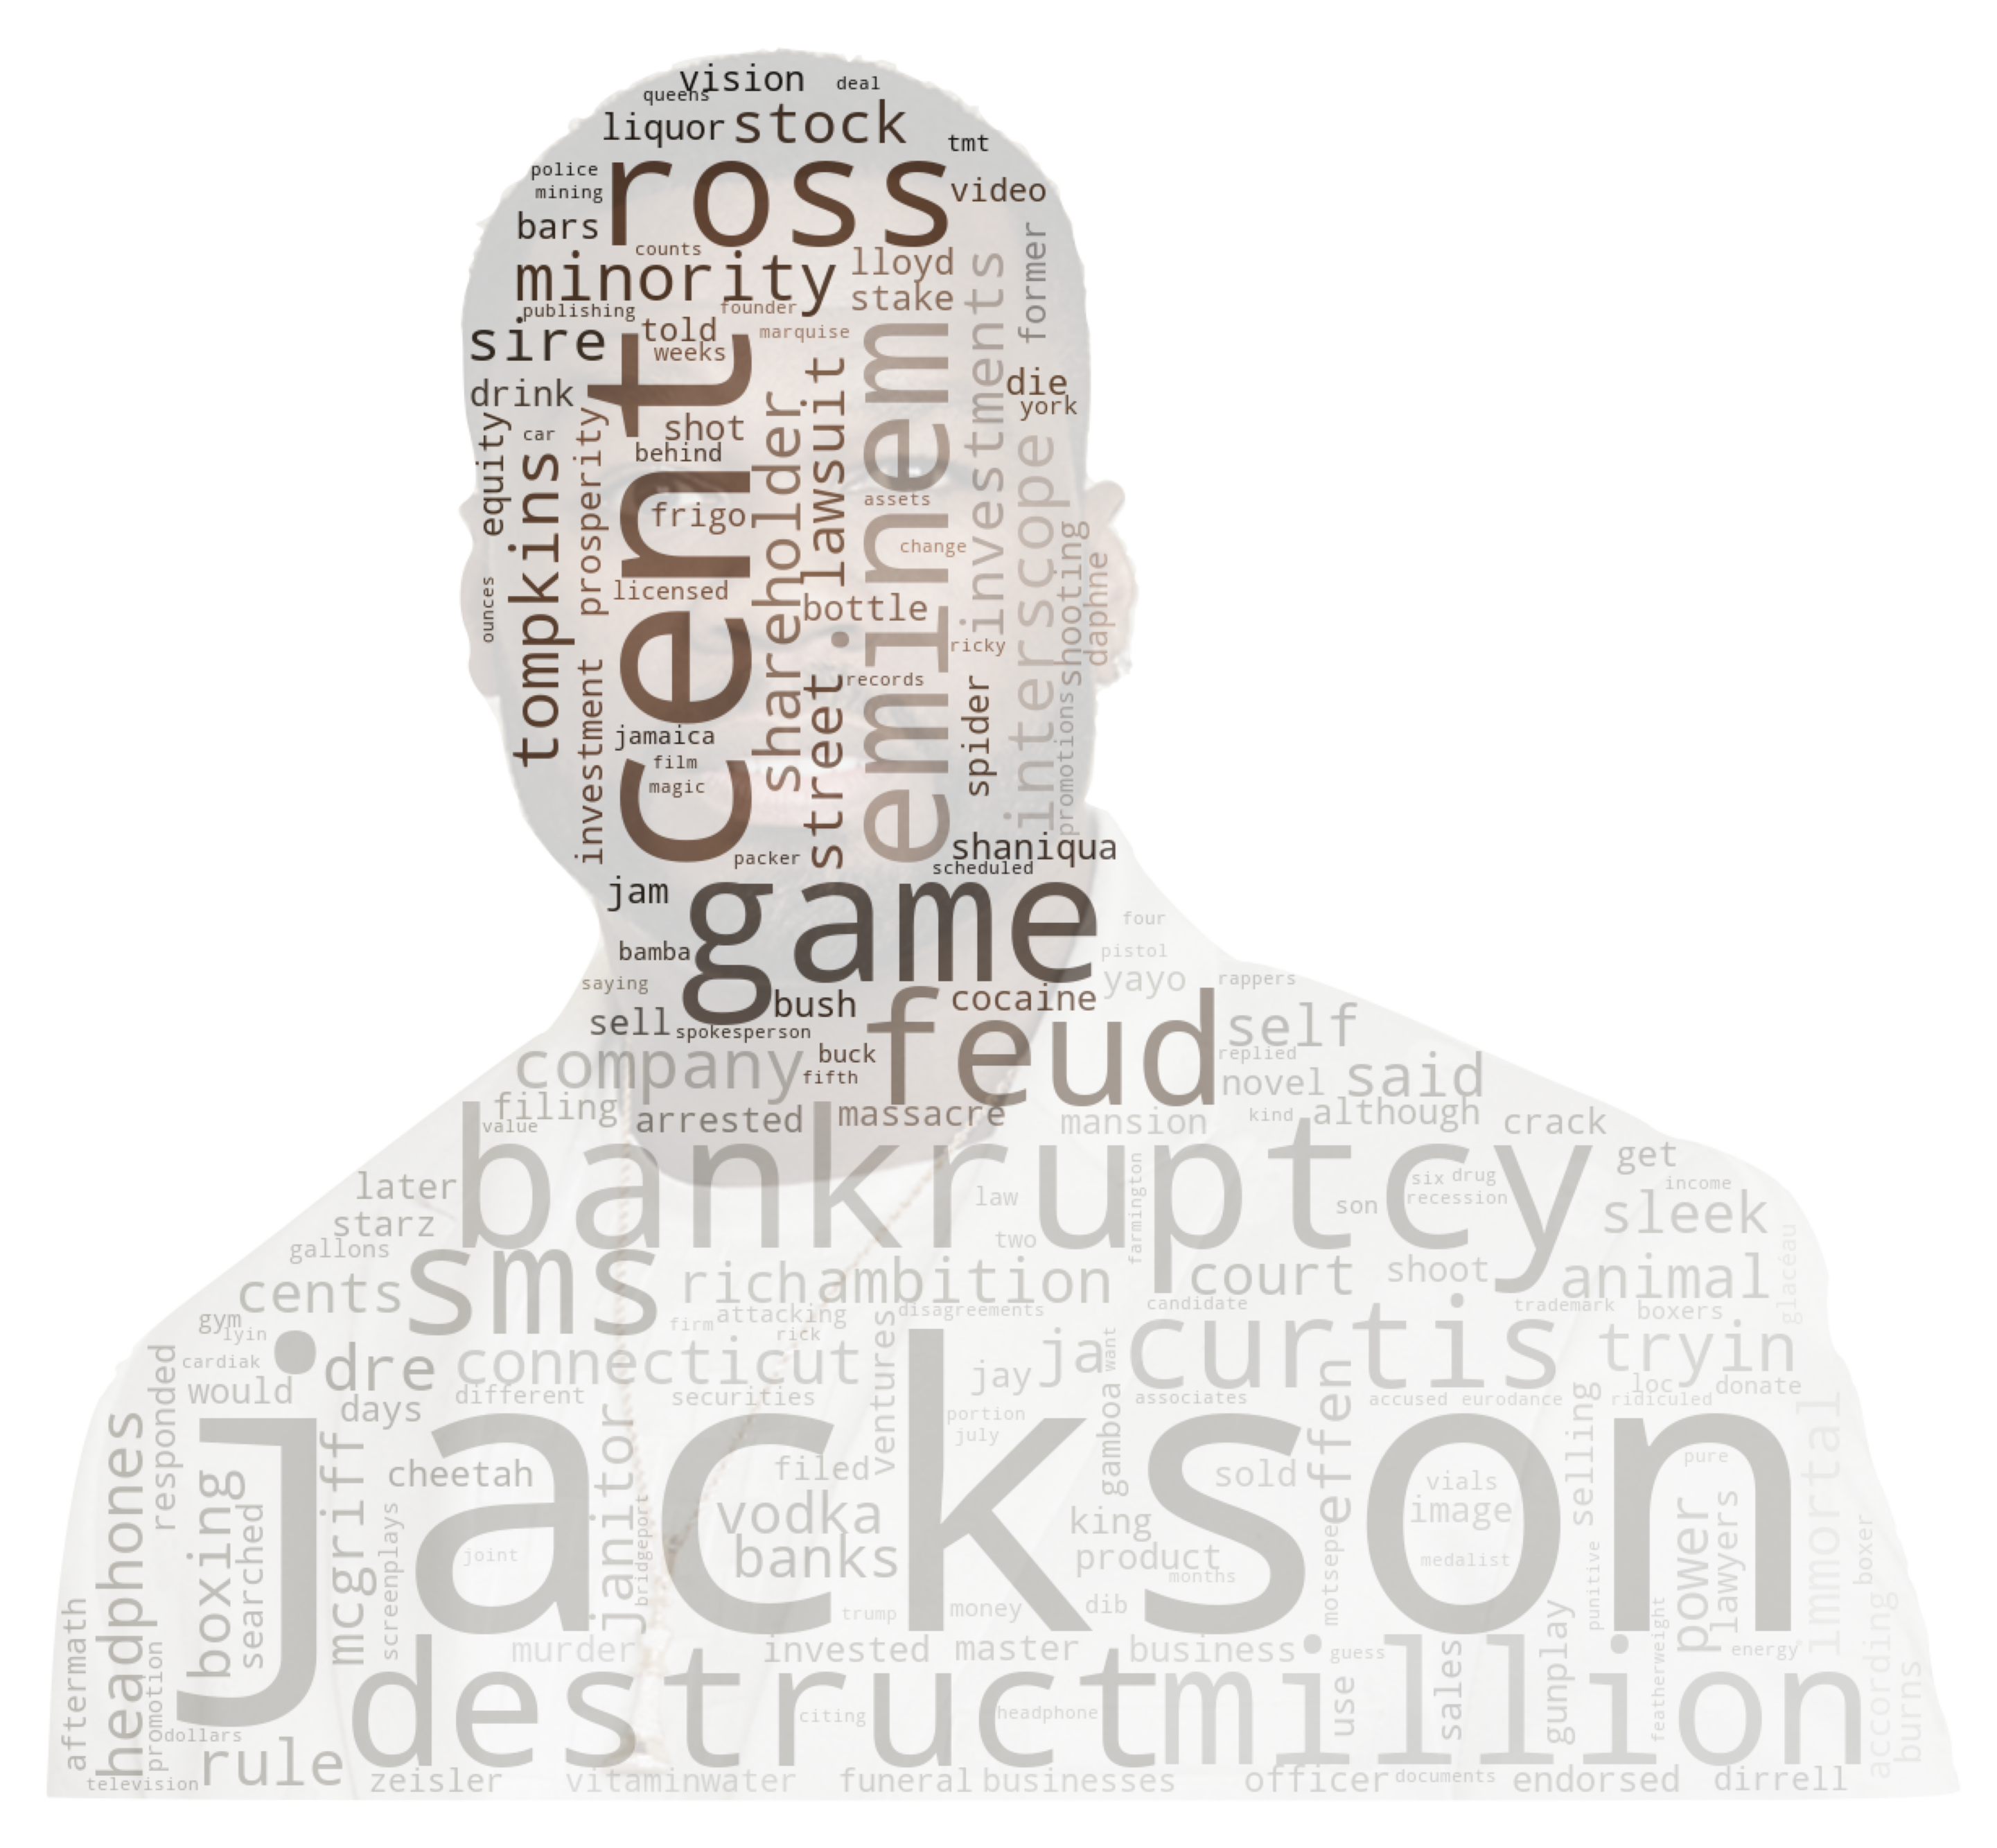 vision deal
queens
liquor stock
tmt
police
ross
mining
video
bars
counts
former
minority lloyd
investments
stake
publishing founder
sire told marquise
weeks
cent
eminem
lawsuit
die
drink
shareholder
york
prosperity
equity
shot
car
interscope
behind
tompkins
assets
frigo
shooting
change
daphne
ounces
licensed
bottle
ricky
investment
street
records
spider
promotions
jamaica
film
magic
shaniqua
packer
scheduled
jam
game
four
bamba
pistol
saying
yayo
rappers
bush cocaine
feud
self
sell spokesperson
company buck
replied
fifth
novel said
filing
arrested massacre mansion kind although crack
value
bankruptcy
get
farmington
later
law
six drug
income
recession
son
sleek
starz
two
gallons
sms
glacéau
cents richambition court shoot animal
disagreements candidate trademark boxers
gym
attacking
firm
lyin
rick
curtis
ventures
tryin
cardiak
dre connecticut
ja
want
jay
responded
effen
would
days different securities
associates accused eurodance
loc donate
ridiculed
jackson
headphones
janitor
gamboa
selling
immortal
portion
july
mcgriff
boxing
cheetah
filed
sold
vials
pure
searched
screenplays
bridgeport
vodka
king
image
power
lawyers
boxer
motsepe
joint
banks
product
medalist
months
punitive
aftermath
trump money dib
according
gunplay
featherweight
promotion
murder
invested master business guess
energy
sales
use
destruct
million
burns
citing headphone
dollars
rule
television
zeisler vitaminwater funeral businesses officer documents endorsed dirrell